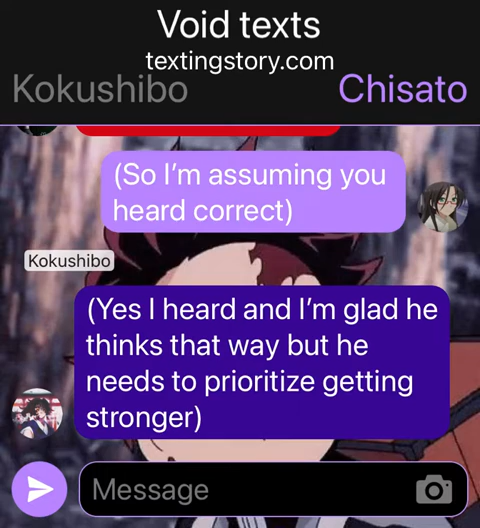 Void texts
textingstory.com
Kokushibo
Chisato
(So I'm assuming you
heard correct)
Kokushibo
(Yes I heard and I'm glad he
thinks that way but he
needs to prioritize getting
stronger)
Message